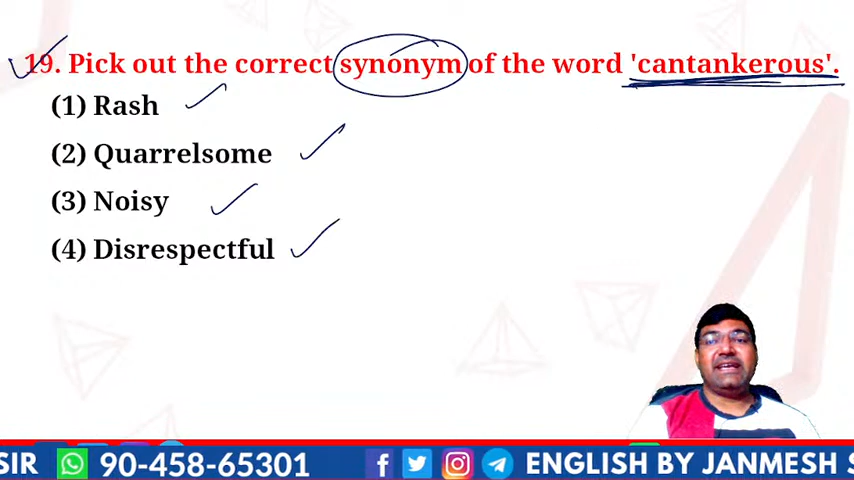 19. Pick out the correct synonym of the word 'cantankerous'.
(1) Rash
(2) Quarrelsome
(3) Noisy
(4) Disrespectful
SIR 90-458-65301 ENGLISH BY JANMESH S